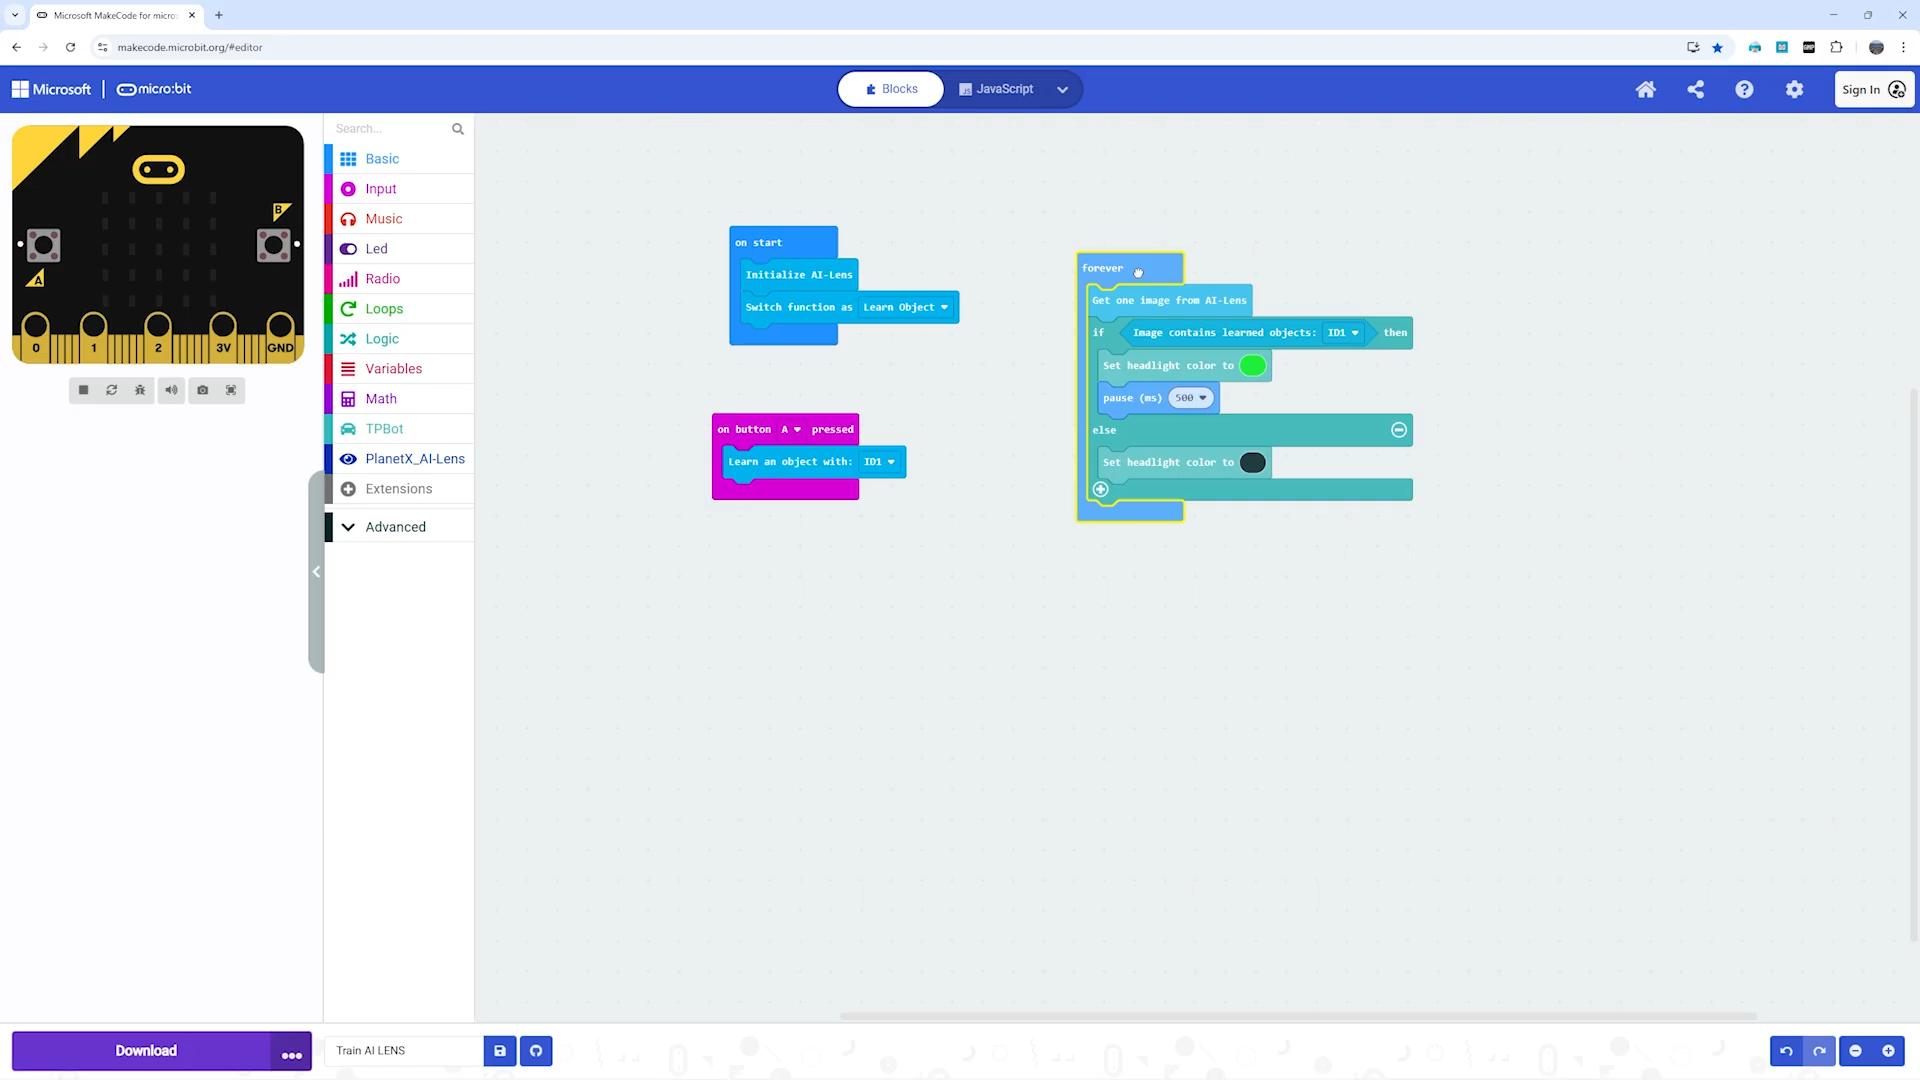 Microsoft MakeCode for micro
makecode.microbit.org/#editor
Microsoft
micro:bit
Blocks
JavaScript
Sign In
Search...
Basic
Input
Music
Led
Radio
Loops
Logic
Variables
Math
TPBot
PlanetX_AI-Lens
Extensions
Advanced
A
B
0 1 2 3V GND
on start
Initialize AI-Lens
Switch function as Learn Object
on button A pressed
Learn an object with: ID1
forever
Get one image from AI-Lens
if Image contains learned objects: ID1 then
Set headlight color to
pause (ms) 500
else
Set headlight color to
Download
Train AI LENS